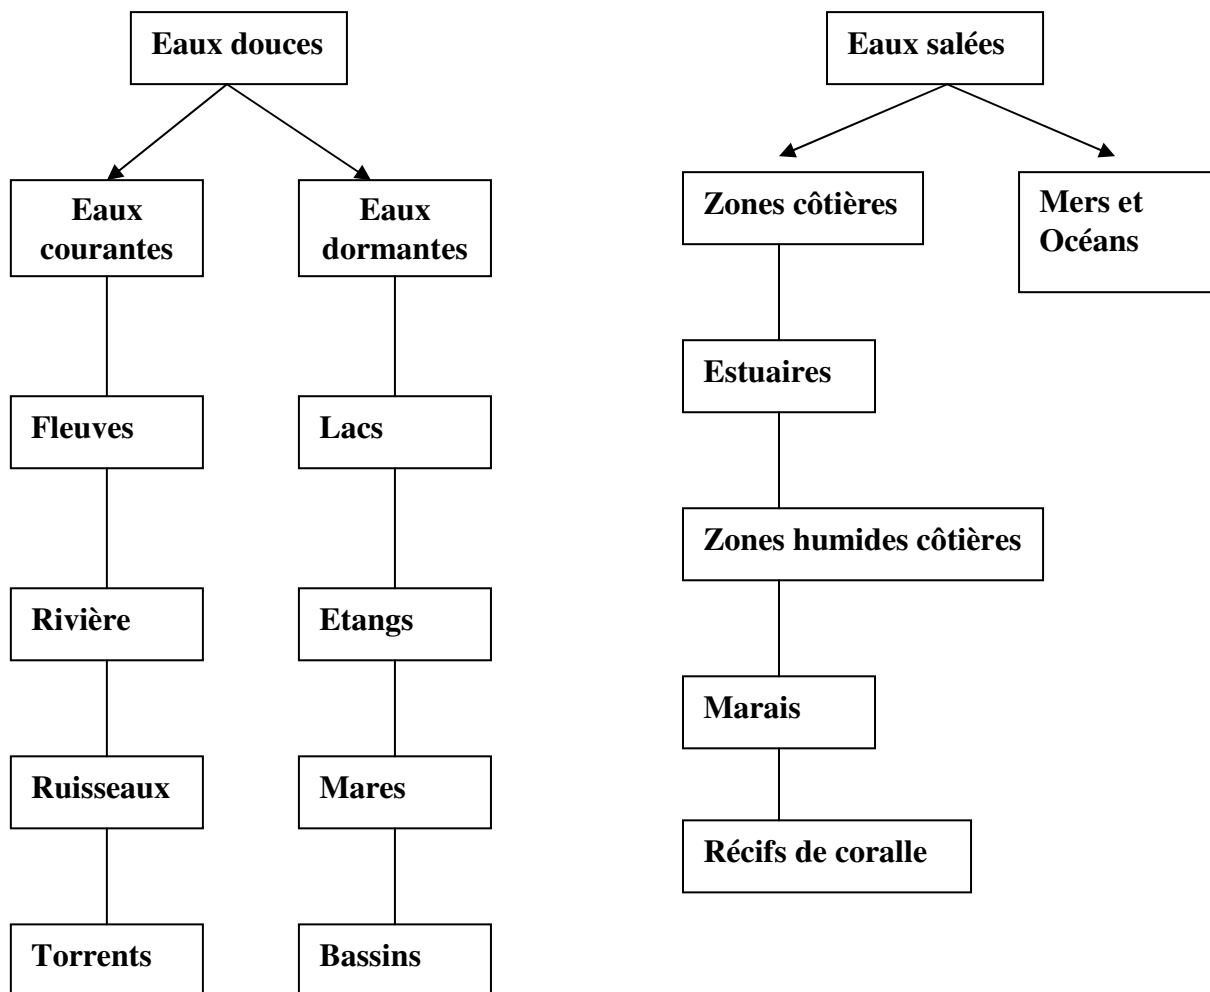 Eaux douces
Eaux
courantes
Eaux
dormantes
Fleuves
Lacs
Rivière
Etangs
Ruisseaux
Mares
Torrents
Bassins
Eaux salées
Zones côtières
Mers et
Océans
Estuaires
Zones humides côtières
Marais
Récifs de coralle